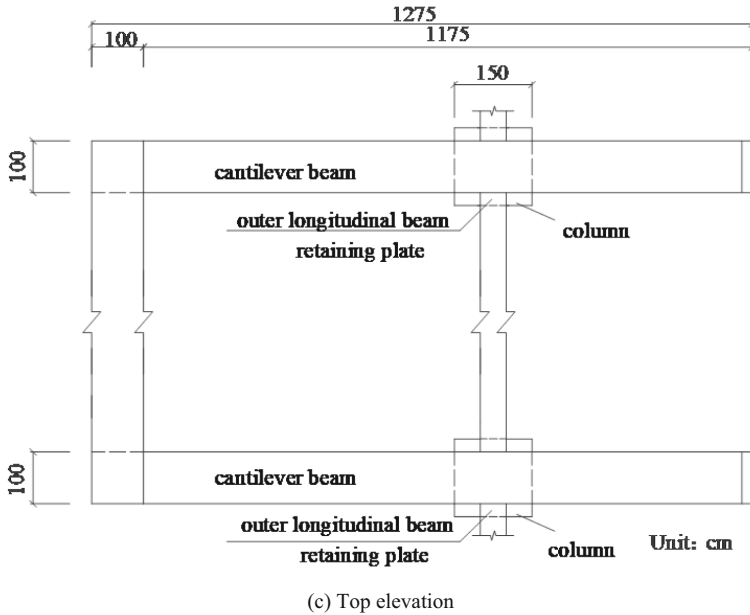 1275
100
1175
150
100
cantilever beam
outer longitudinal beam
retaining plate
column
100
cantilever beam
outer longitudinal beam
retaining plate
column
Unit: cm
(c) Top elevation